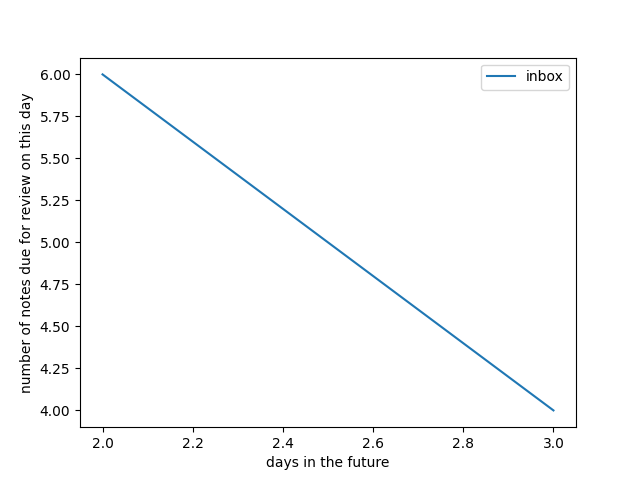 inbox
6.00
5.75
5.50
5.25
5.00
4.75
4.50
4.25
4.00
number of notes due for review on this day
2.0 2.2 2.4 2.6 2.8 3.0
days in the future